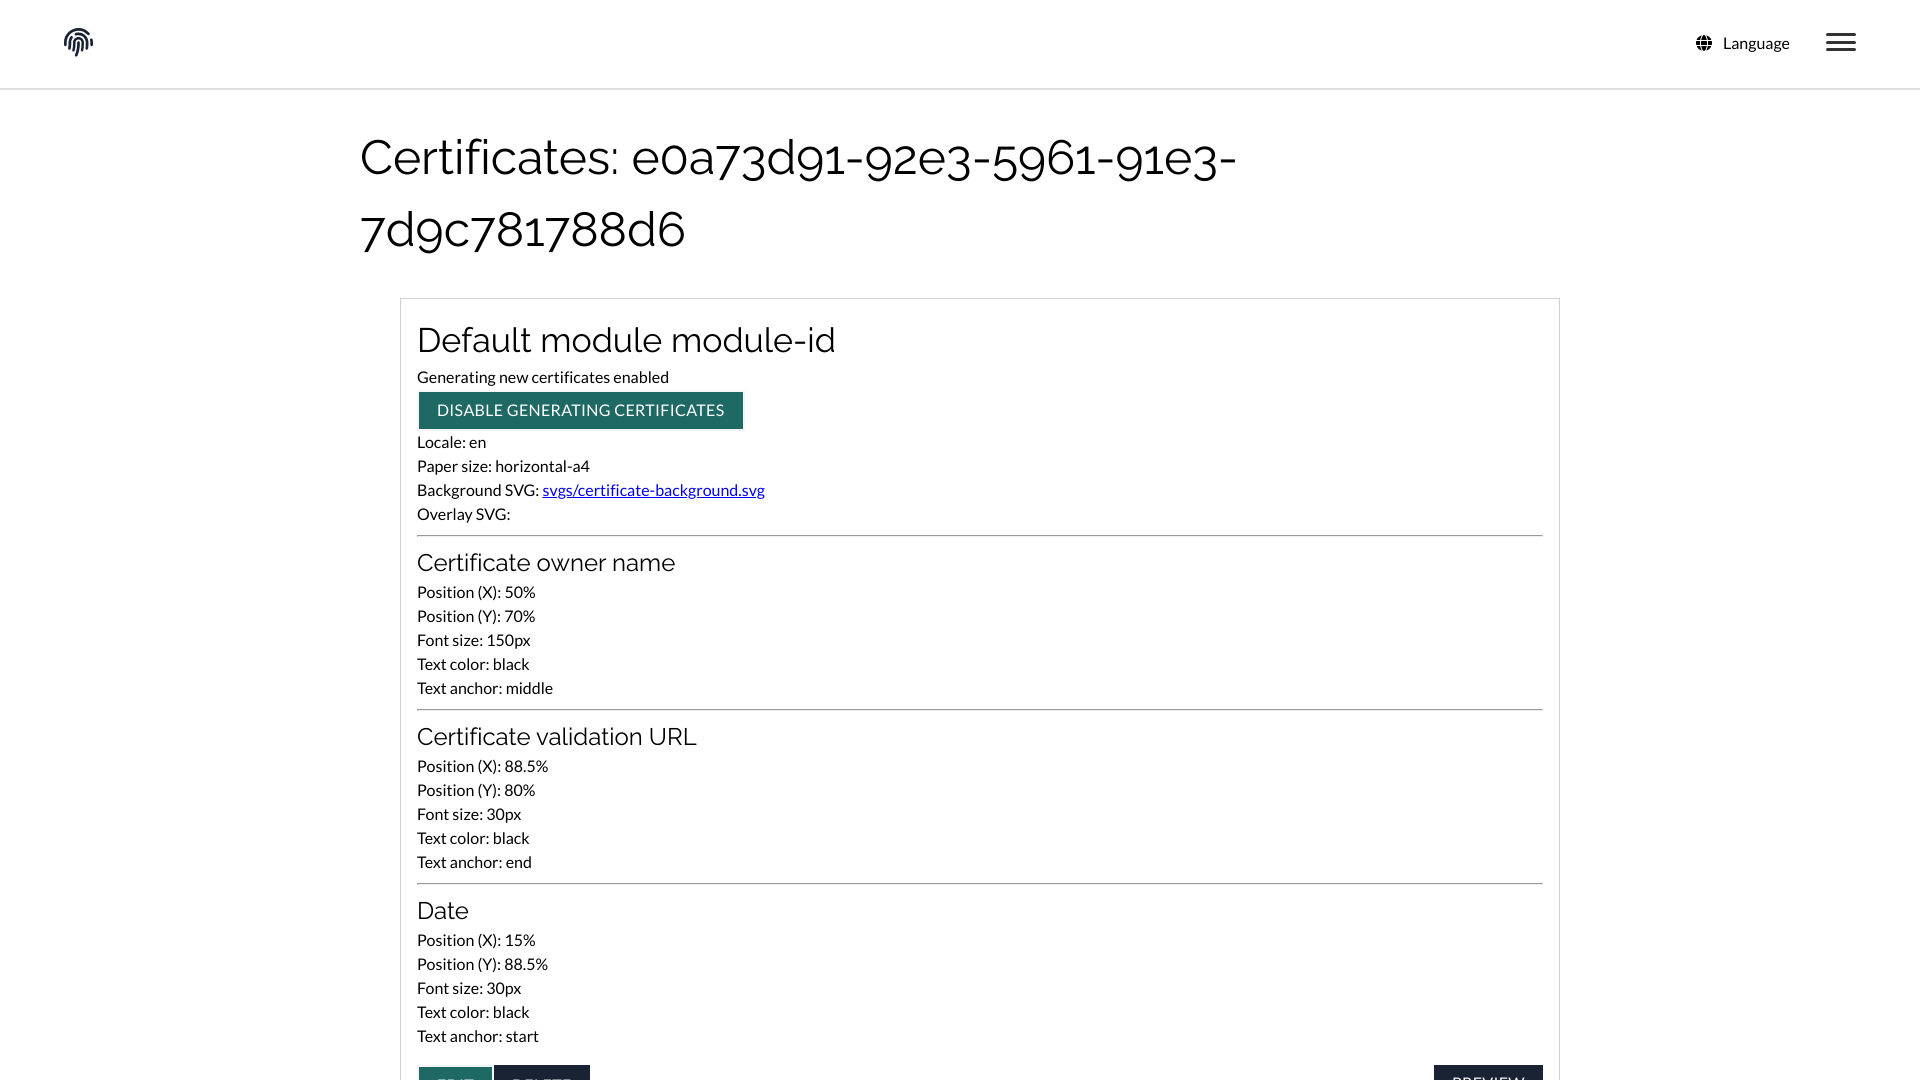 Language
Certificates: e0a73d91-92e3-5961-91e3-
7d9c781788d6
Default module module-id
Generating new certificates enabled
DISABLE GENERATING CERTIFICATES
Locale: en
Paper size: horizontal-a4
Background SVG: svgs/certificate-background.svg
Overlay SVG:
Certificate owner name
Position (X): 50%
Position (Y): 70%
Font size: 150px
Text color: black
Text anchor: middle
Certificate validation URL
Position (X): 88.5%
Position (Y): 80%
Font size: 30px
Text color: black
Text anchor: end
Date
Position (X): 15%
Position (Y): 88.5%
Font size: 30px
Text color: black
Text anchor: start
PREVIEW